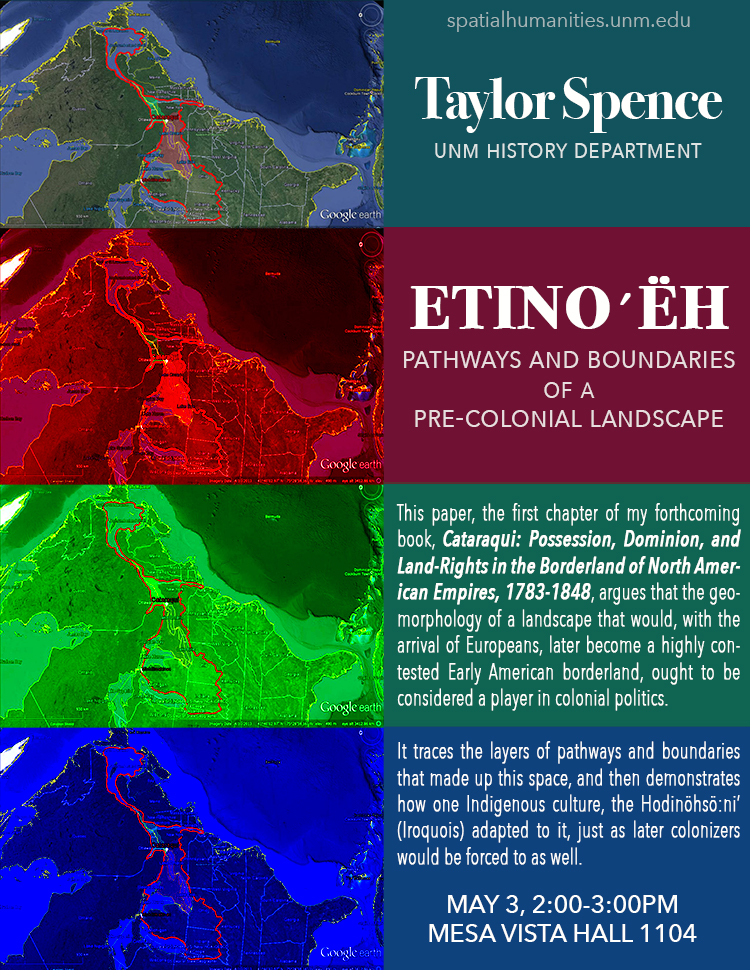 spatialhumanities.unm.edu
Taylor Spence
UNM HISTORY DEPARTMENT
Google earth
ETINO´ËH
PATHWAYS AND BOUNDARIES
OF A
PRE-COLONIAL LANDSCAPE
Google earth
This paper, the first chapter of my forthcoming
book, Cataraqui: Possession, Dominion, and
Land-Rights in the Borderland of North Amer-
ican Empires, 1783-1848, argues that the geo-
morphology of a landscape that would, with the
arrival of Europeans, later become a highly con-
tested Early American borderland, ought to be
considered a player in colonial politics.
Google earth
It traces the layers of pathways and boundaries
that made up this space, and then demonstrates
how one Indigenous culture, the Hodinöhsö:ni’
(Iroquois) adapted to it, just as later colonizers
would be forced to as well.
MAY 3, 2:00-3:00PM
MESA VISTA HALL 1104
Google earth